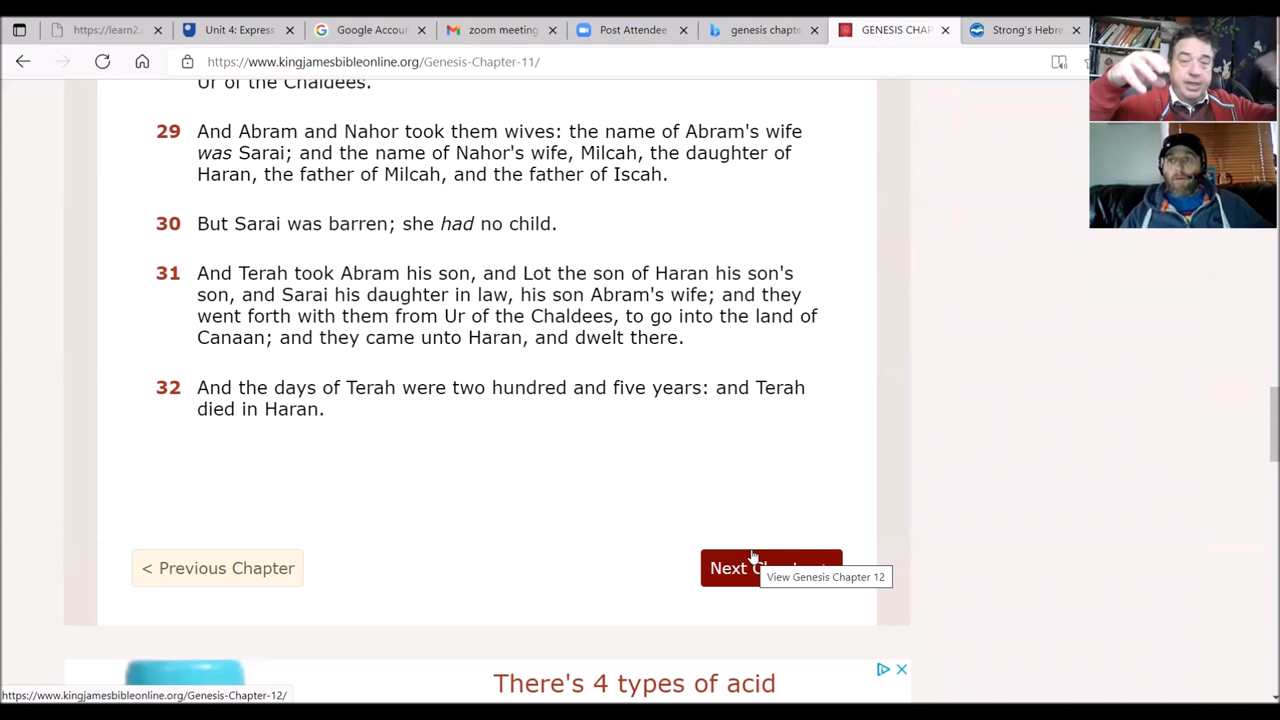 https://learn2
Unit 4: Express
Google Accou
zoom meeting
Post Attendee
genesis chapte
GENESIS CHAP
Strong's Hebre
https://www.kingjamesbibleonline.org/Genesis-Chapter-11/
Ur of the Chaldees.
29 And Abram and Nahor took them wives: the name of Abram's wife
was Sarai; and the name of Nahor's wife, Milcah, the daughter of
Haran, the father of Milcah, and the father of Iscah.
30 But Sarai was barren; she had no child.
31 And Terah took Abram his son, and Lot the son of Haran his son's
son, and Sarai his daughter in law, his son Abram's wife; and they
went forth with them from Ur of the Chaldees, to go into the land of
Canaan; and they came unto Haran, and dwelt there.
32 And the days of Terah were two hundred and five years: and Terah
died in Haran.
< Previous Chapter
Next
View Genesis Chapter 12
There's 4 types of acid
https://www.kingjamesbibleonline.org/Genesis-Chapter-12/